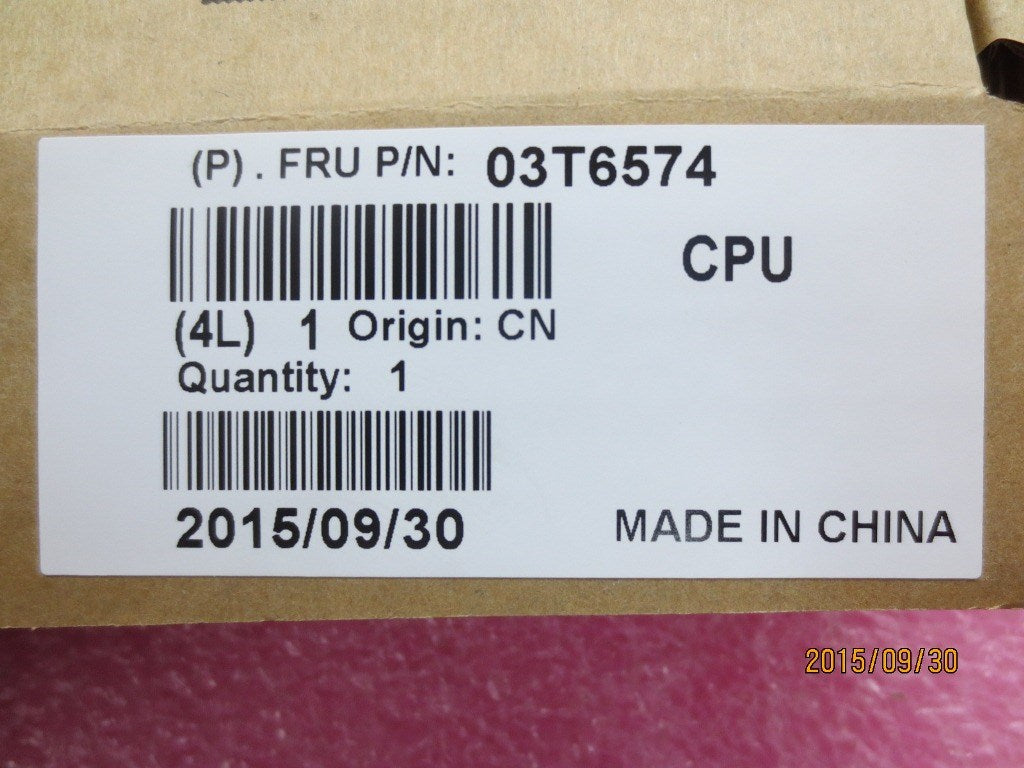 (P) . FRU P/N: 03T6574
CPU
(4L) 1 Origin: CN
Quantity: 1
2015/09/30
MADE IN CHINA
2015/09/30